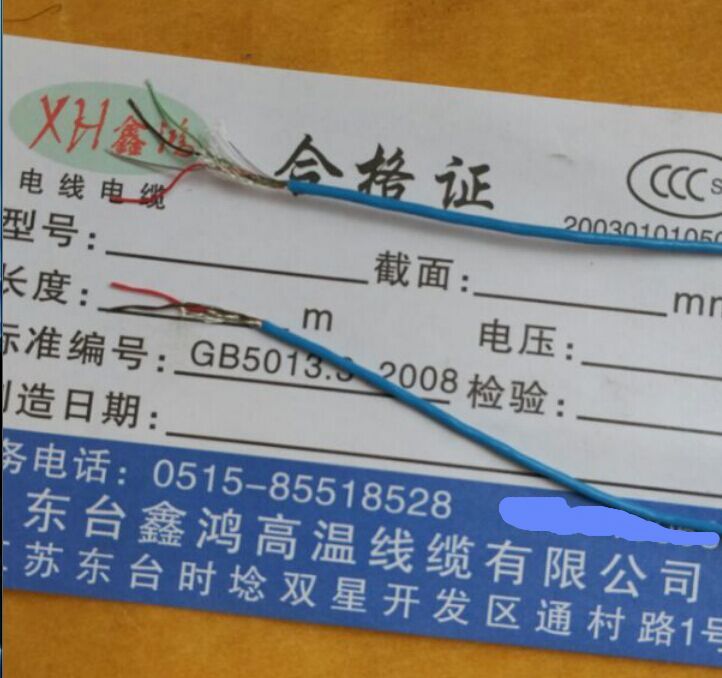 XH鑫鸿
电线电缆
合格证
CCC S
2003010105
型号: 截面: mm
长度: m 电压:
标准编号: GB5013.3 2008 检验:
制造日期:
务电话: 0515-85518528
东台鑫鸿高温线缆有限公司
苏东台时埝双星开发区通村路1号